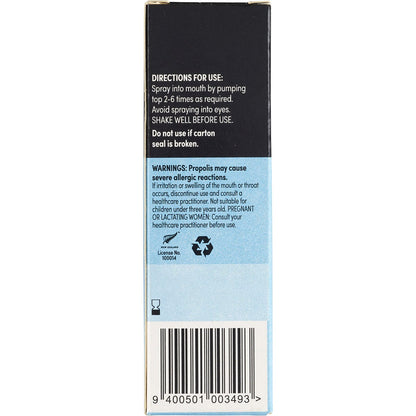 DIRECTIONS FOR USE:
Spray into mouth by pumping
top 2-6 times as required.
Avoid spraying into eyes.
SHAKE WELL BEFORE USE.
Do not use if carton
seal is broken.
WARNINGS: Propolis may cause
severe allergic reactions.
If irritation or swelling of the mouth or throat
occurs, discontinue use and consult a
healthcare practitioner. Not suitable for
children under three years old. PREGNANT
OR LACTATING WOMEN: Consult your
healthcare practitioner before use.
NEW ZEALAND
License No.
100014
9 400501 003493 >